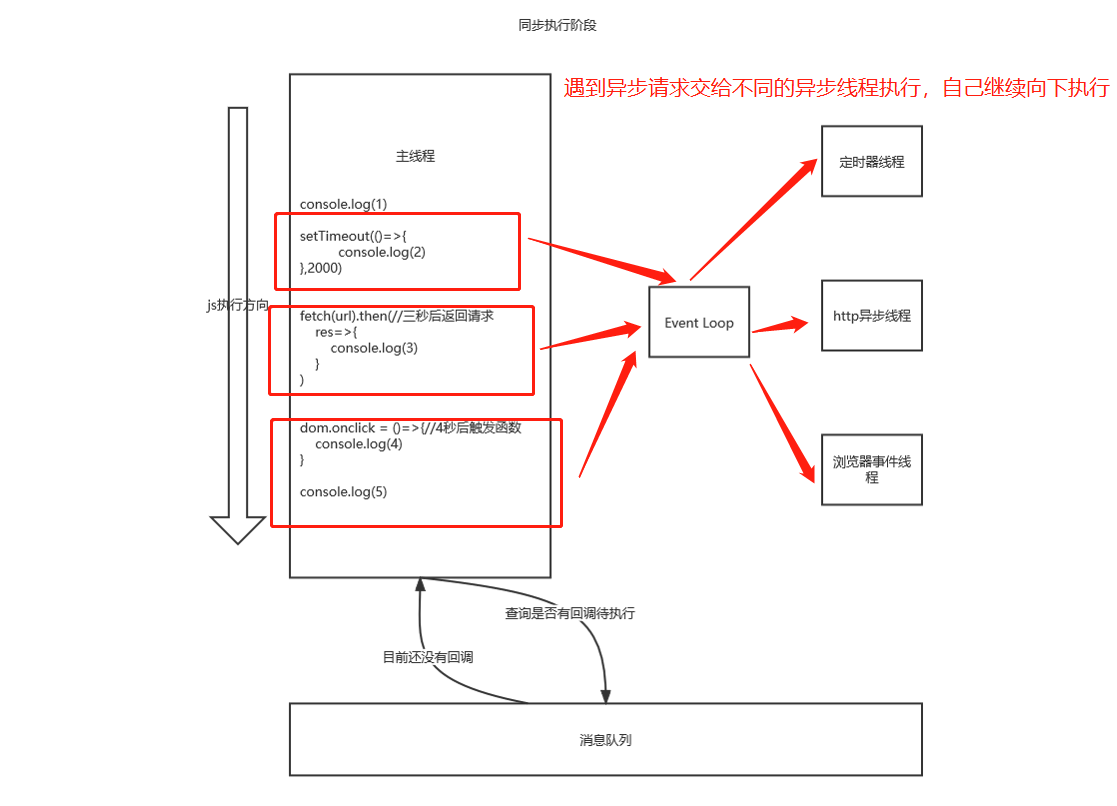 同步执行阶段
遇到异步请求交给不同的异步线程执行，自己继续向下执行
主线程
console.log(1)
setTimeout(()=>{
console.log(2)
},2000)
fetch(url).then(//三秒后返回请求
res=>{
console.log(3)
}
)
dom.onclick = ()=>{//4秒后触发函数
console.log(4)
}
console.log(5)
js执行方向
Event Loop
定时器线程
http异步线程
浏览器事件线
程
查询是否有回调待执行
目前还没有回调
消息队列